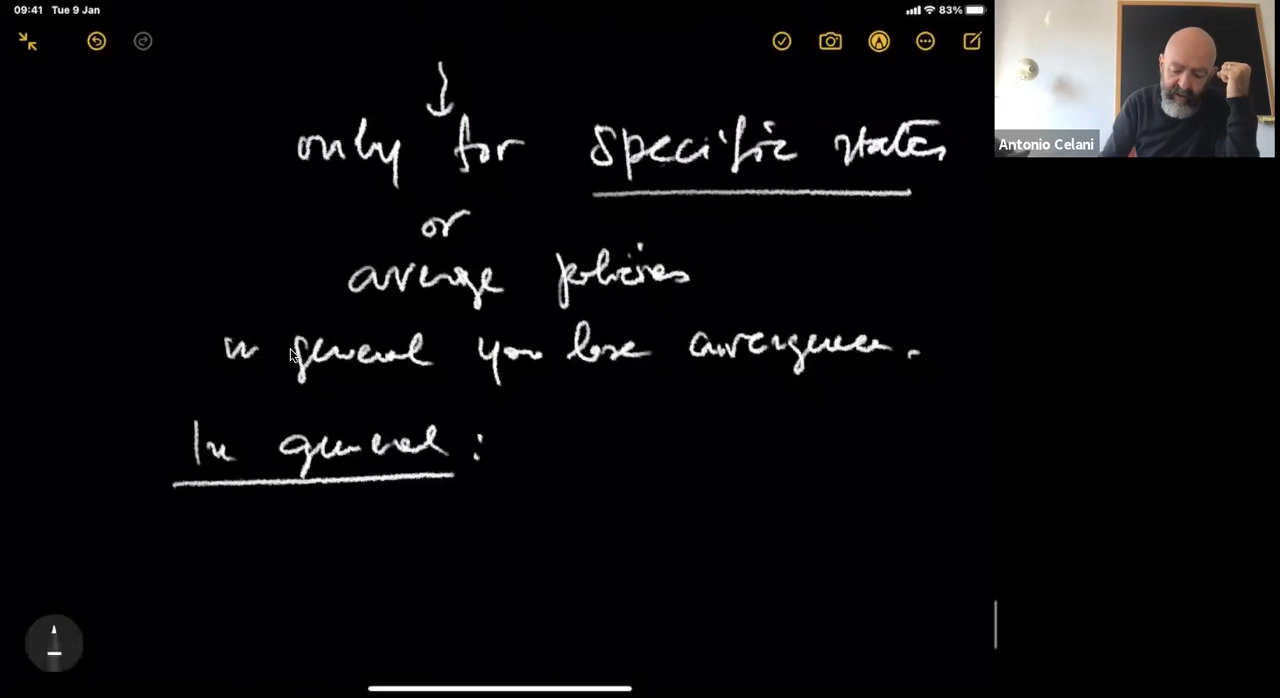 09:41 Tue 9 Jan
83%
only for specific states
or
average policies
in general you lose convergence.
In general:
Antonio Celani